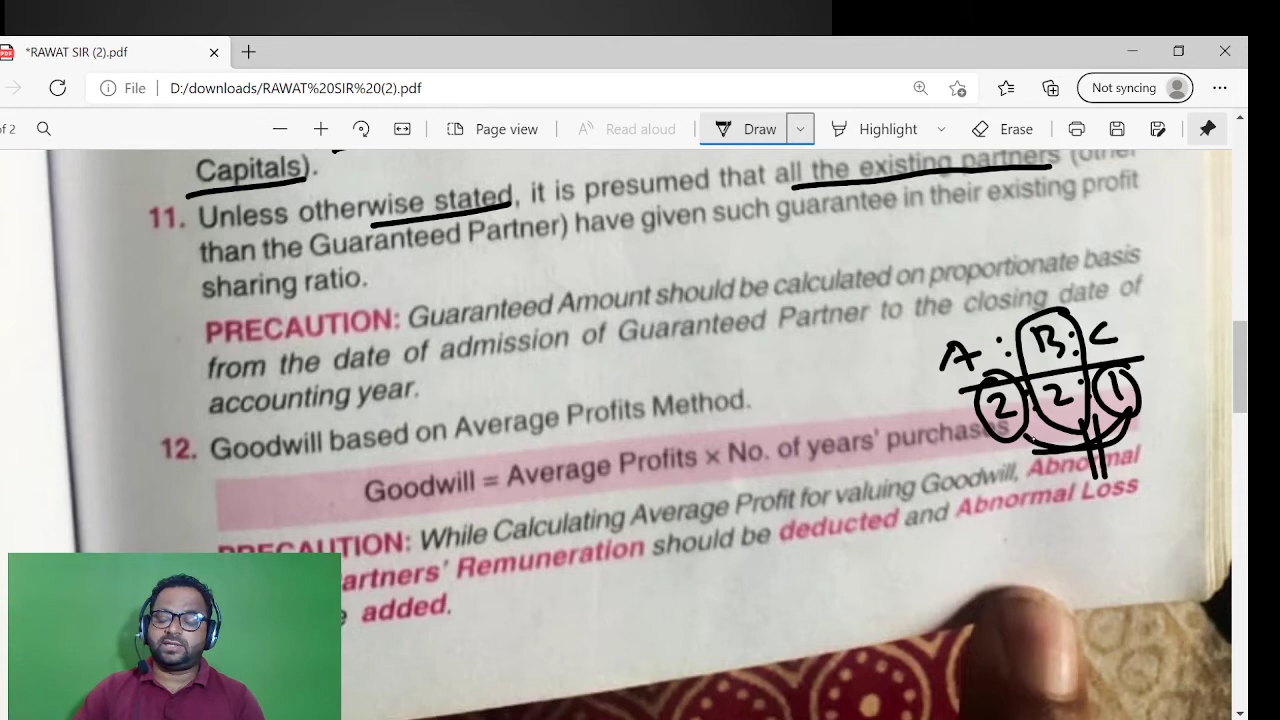 *RAWAT SIR (2).pdf
File | D:/downloads/RAWAT%20SIR%20(2).pdf
Not syncing
of 2
Page view
Read aloud
Draw
Highlight
Erase
Capitals).
11. Unless otherwise stated, it is presumed that all the existing partners (other
than the Guaranteed Partner) have given such guarantee in their existing profit
sharing ratio.
PRECAUTION: Guaranteed Amount should be calculated on proportionate basis
from the date of admission of Guaranteed Partner to the closing date of
accounting year.
A : B : C
2 : 2 : 1
12. Goodwill based on Average Profits Method.
Goodwill = Average Profits × No. of years' purchases
PRECAUTION: While Calculating Average Profit for valuing Goodwill, Abnormal
artners' Remuneration should be deducted and Abnormal Loss
added.